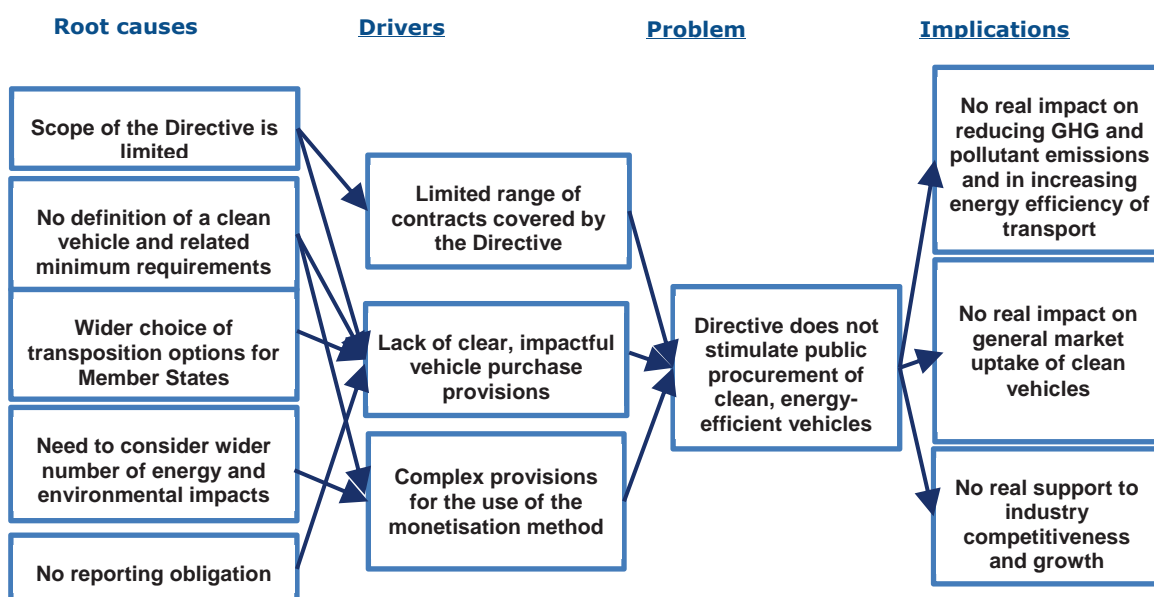 Root causes
Drivers
Problem
Implications
Scope of the Directive is
limited
No definition of a clean
vehicle and related
minimum requirements
Wider choice of
transposition options for
Member States
Need to consider wider
number of energy and
environmental impacts
No reporting obligation
Limited range of
contracts covered by
the Directive
Lack of clear, impactful
vehicle purchase
provisions
Complex provisions
for the use of the
monetisation method
Directive does not
stimulate public
procurement of
clean, energy-
efficient vehicles
No real impact on
reducing GHG and
pollutant emissions
and in increasing
energy efficiency of
transport
No real impact on
general market
uptake of clean
vehicles
No real support to
industry
competitiveness
and growth